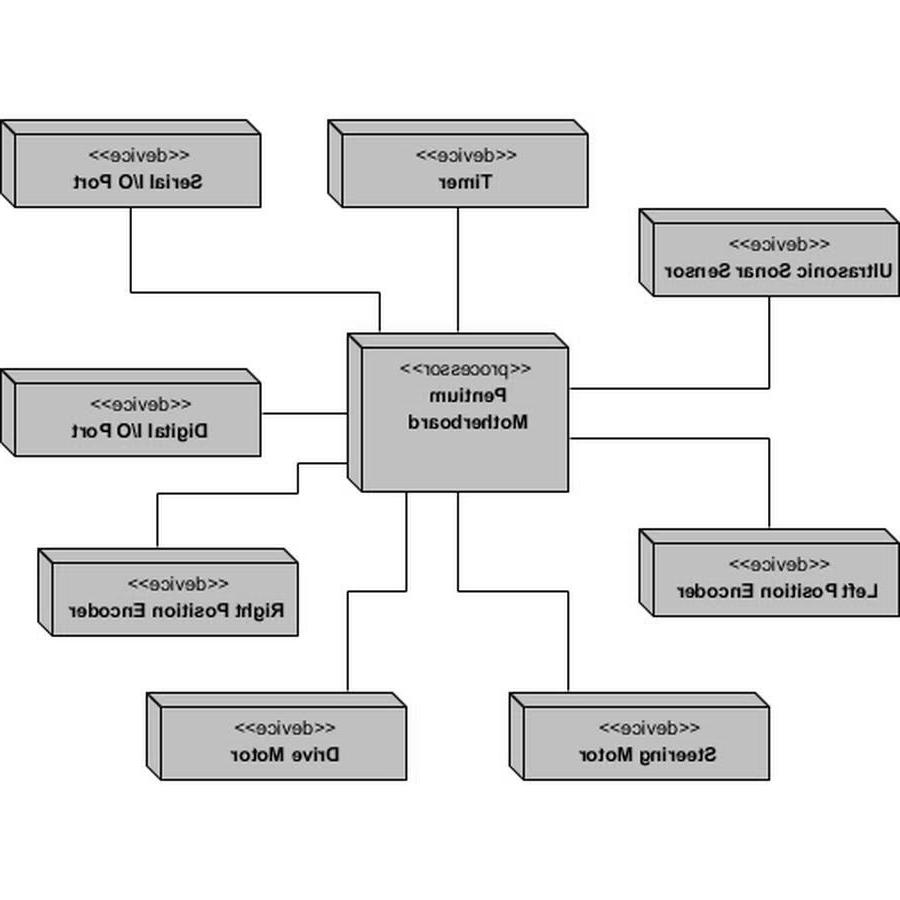 <<device>>
Serial I/O Port
<<device>>
Timer
<<device>>
Ultrasonic Sonar Sensor
<<processor>>
Pentium
Motherboard
<<device>>
Digital I/O Port
<<device>>
Right Position Encoder
<<device>>
Left Position Encoder
<<device>>
Drive Motor
<<device>>
Steering Motor